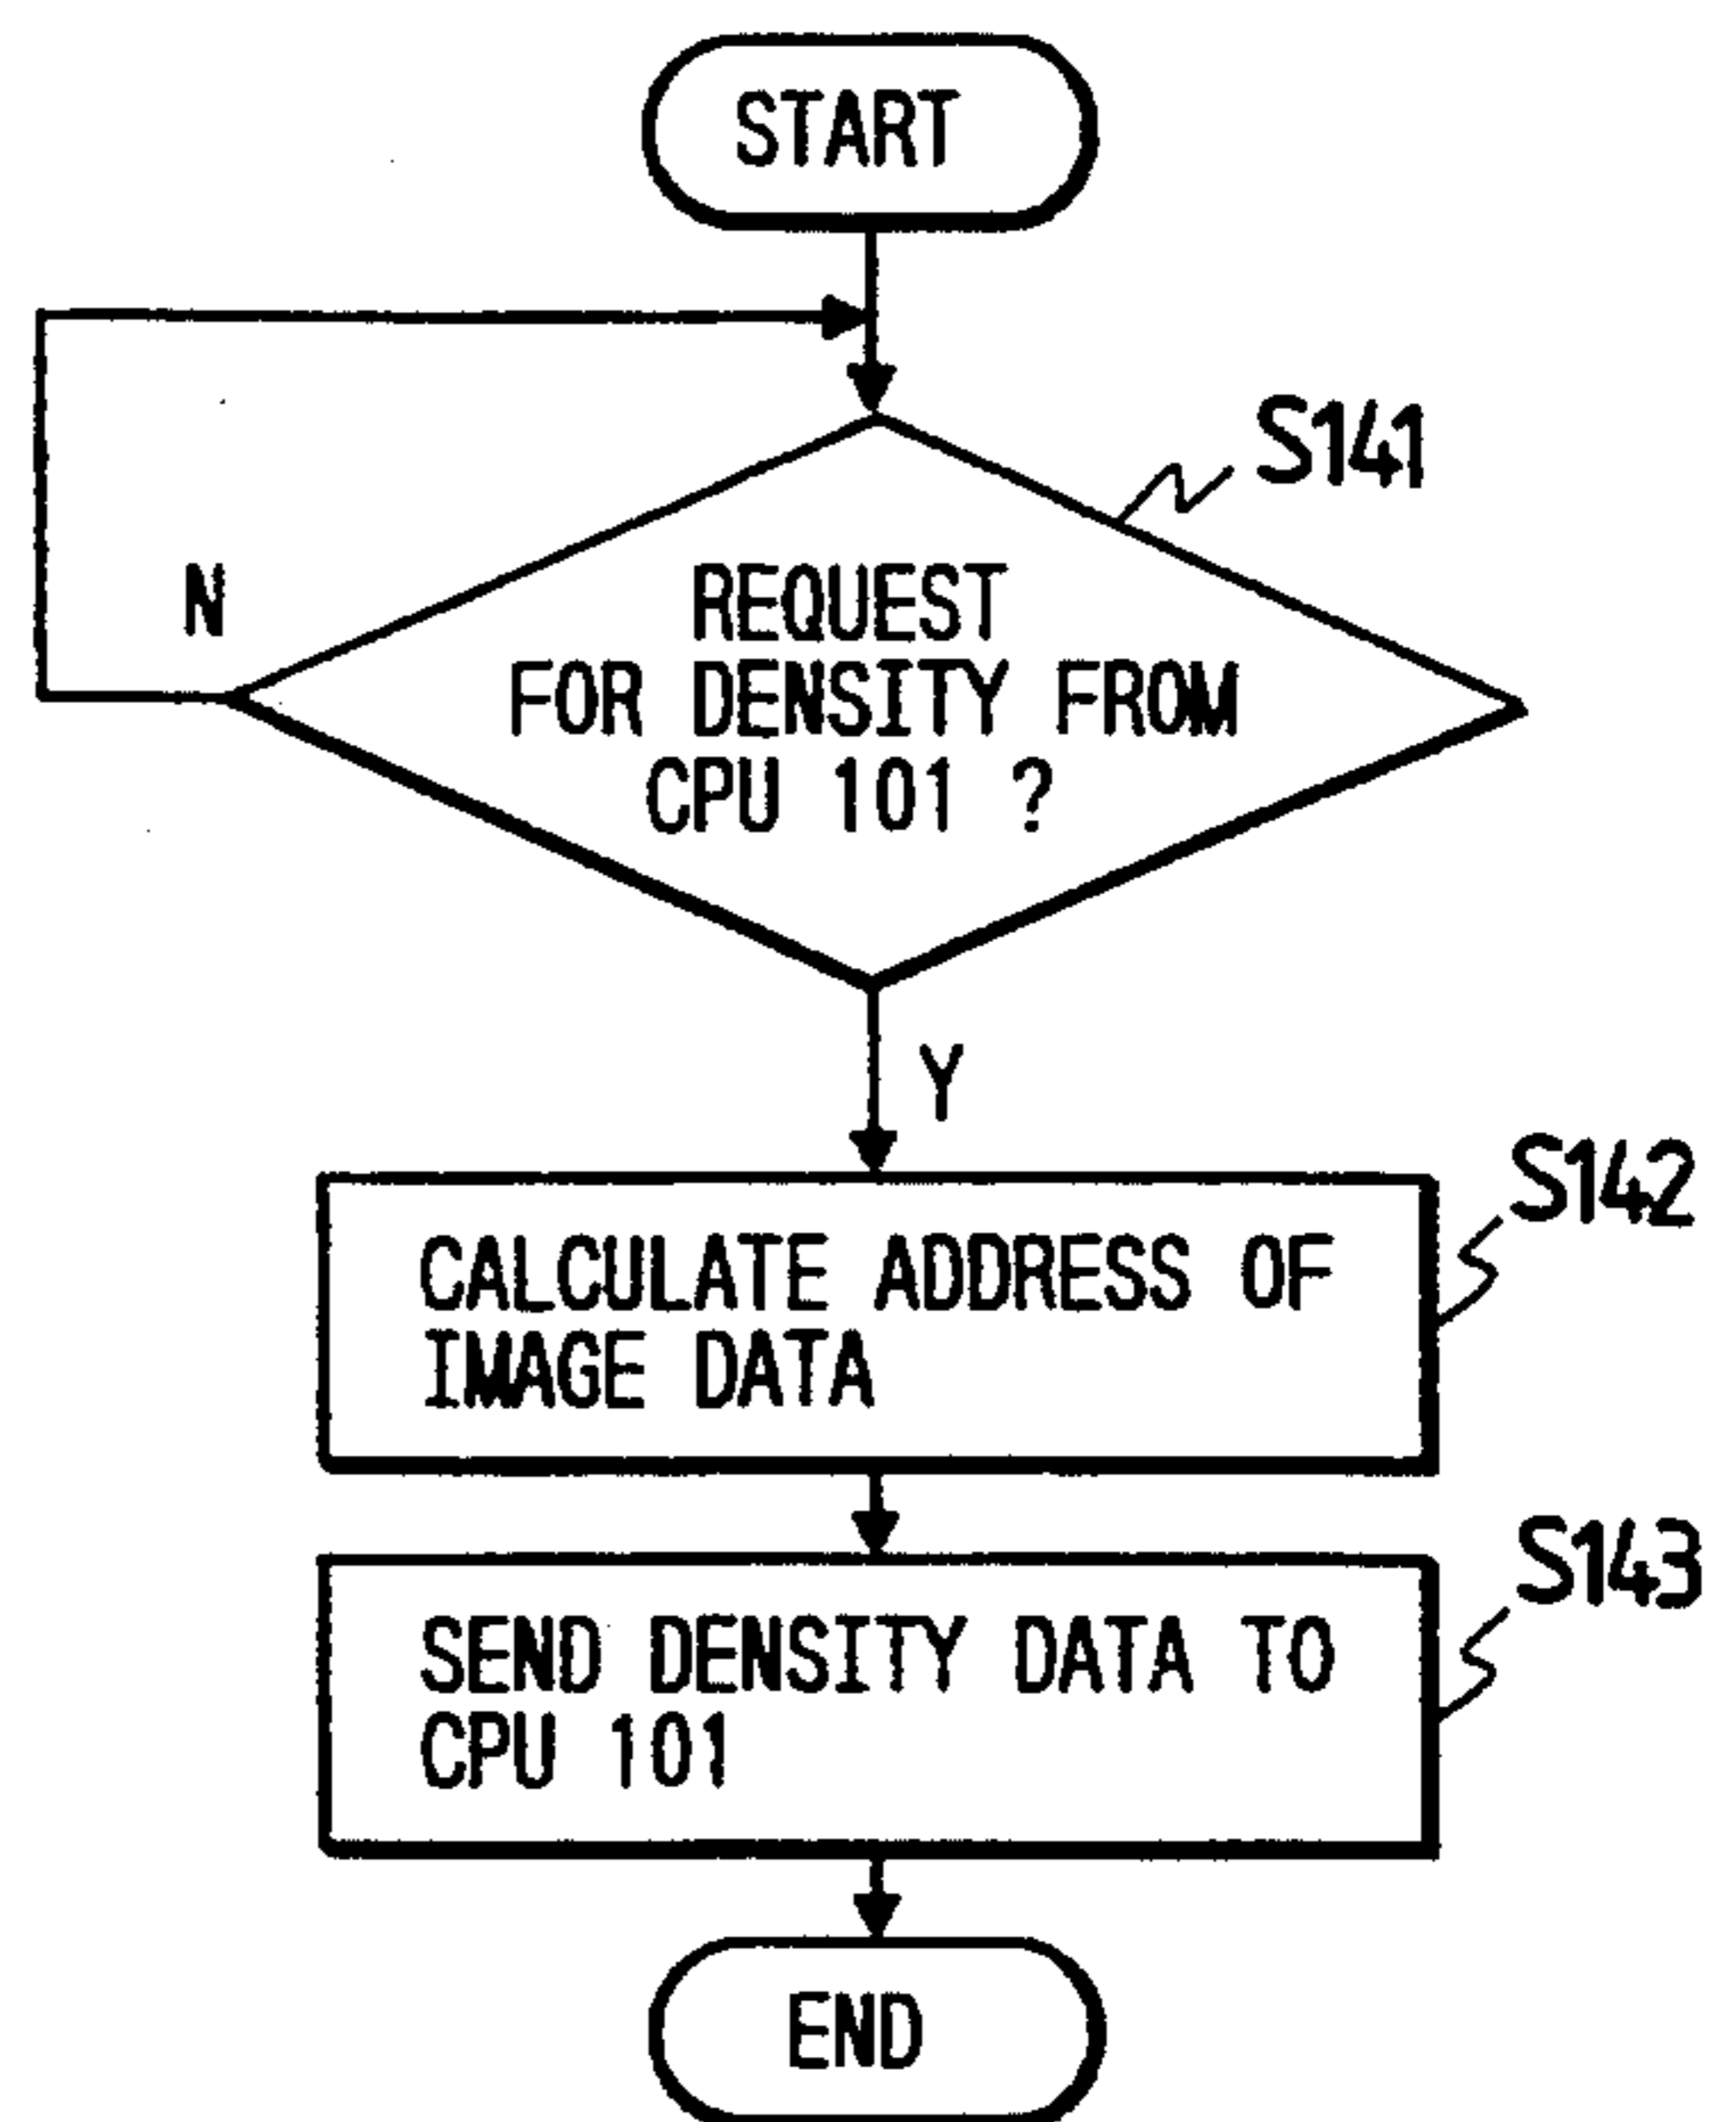 START
S141
N
REQUEST
FOR DENSITY FROM
CPU 101 ?
Y
S142
CALCULATE ADDRESS OF
IMAGE DATA
S143
SEND DENSITY DATA TO
CPU 101
END